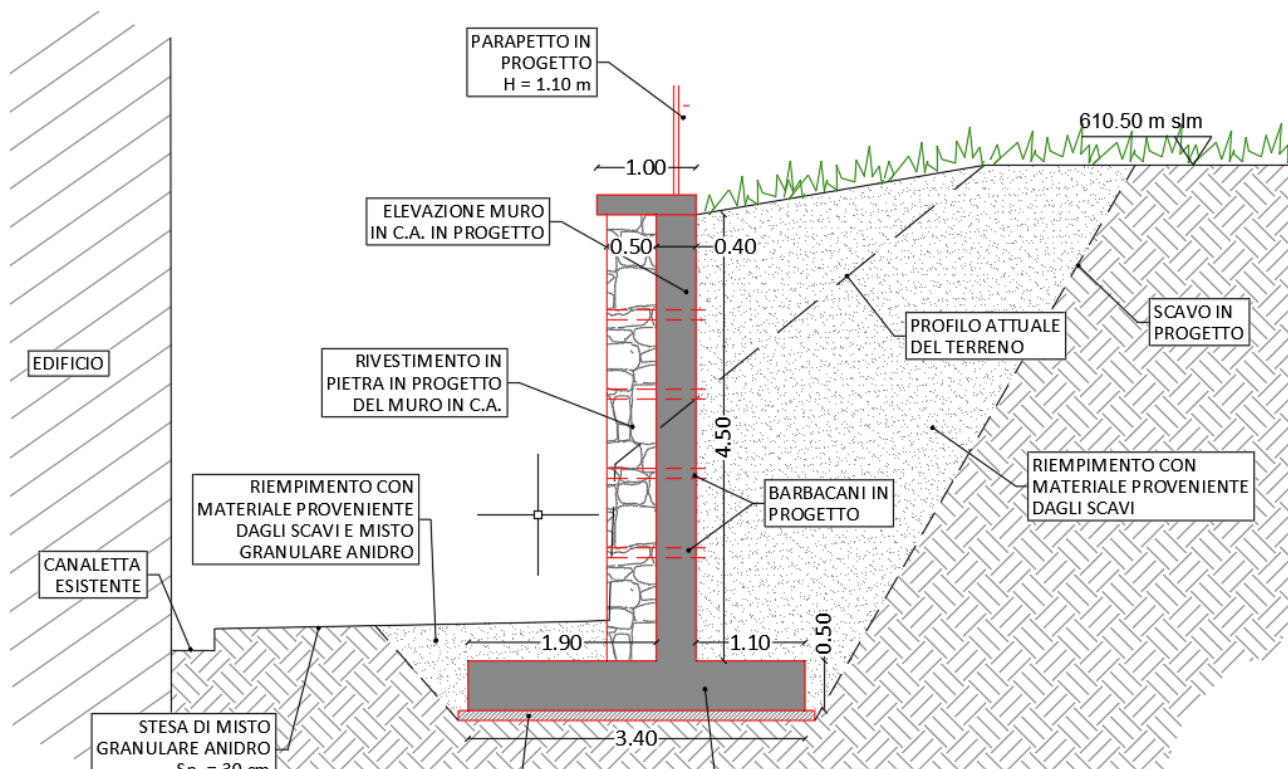 PARAPETTO IN
PROGETTO
H = 1.10 m
610.50 m slm
1.00
ELEVAZIONE MURO
IN C.A. IN PROGETTO
0.50
0.40
PROFILO ATTUALE
DEL TERRENO
SCAVO IN
PROGETTO
EDIFICIO
RIVESTIMENTO IN
PIETRA IN PROGETTO
DEL MURO IN C.A.
4.50
RIEMPIMENTO CON
MATERIALE PROVENIENTE
DAGLI SCAVI
RIEMPIMENTO CON
MATERIALE PROVENIENTE
DAGLI SCAVI E MISTO
GRANULARE ANIDRO
BARBACANI IN
PROGETTO
CANALETTA
ESISTENTE
1.90
1.10
0.50
STESA DI MISTO
GRANULARE ANIDRO
Sp. = 30 cm
3.40